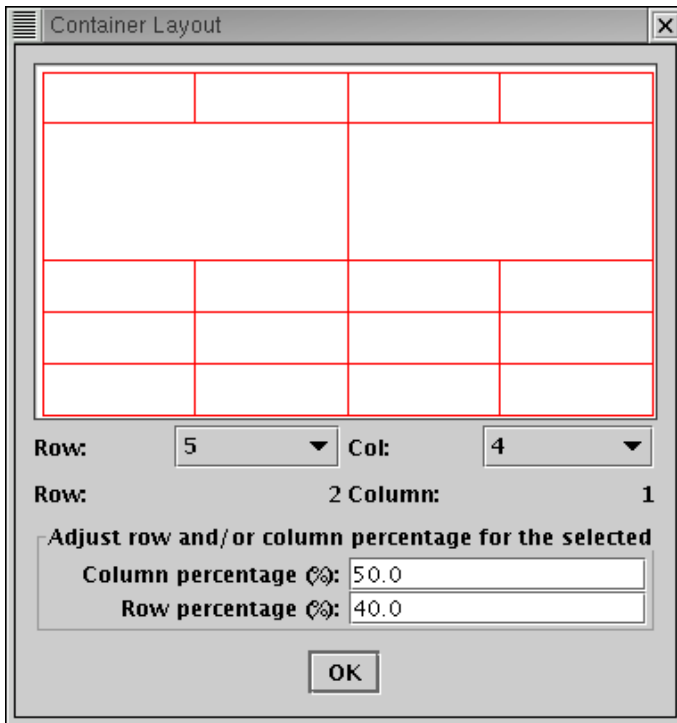 Container Layout
Row: 5 Col: 4
Row: 2 Column: 1
Adjust row and/or column percentage for the selected
Column percentage (%): 50.0
Row percentage (%): 40.0
OK